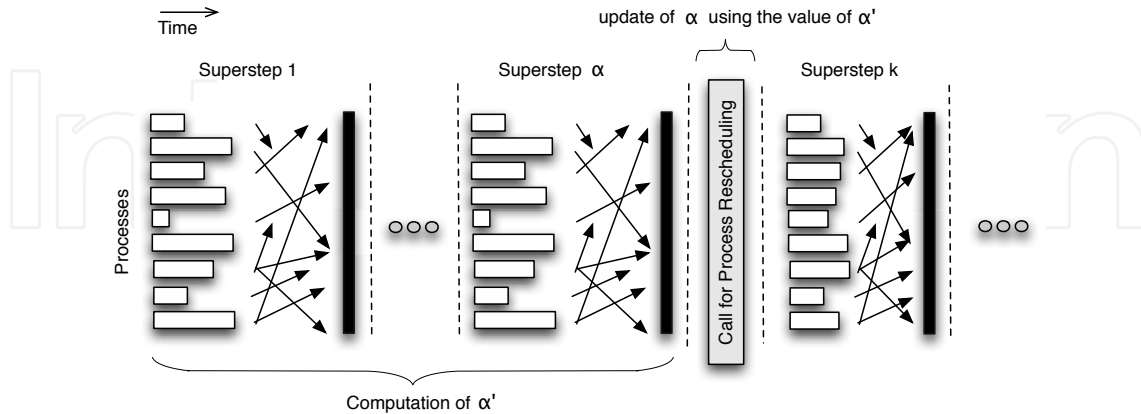 Time
update of α using the value of α'
Superstep 1
Superstep α
Superstep k
Processes
Call for Process Rescheduling
Computation of α'